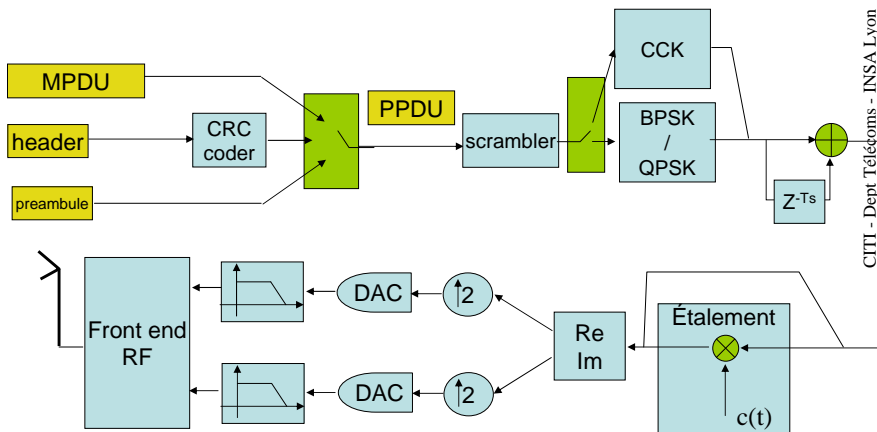 MPDU
header
preambule
CRC
coder
PPDU
scrambler
CCK
BPSK
/
QPSK
Z-Ts
CITI - Dept Télécoms - INSA Lyon
Front end
RF
DAC
2
DAC
2
Re
Im
Étalement
c(t)